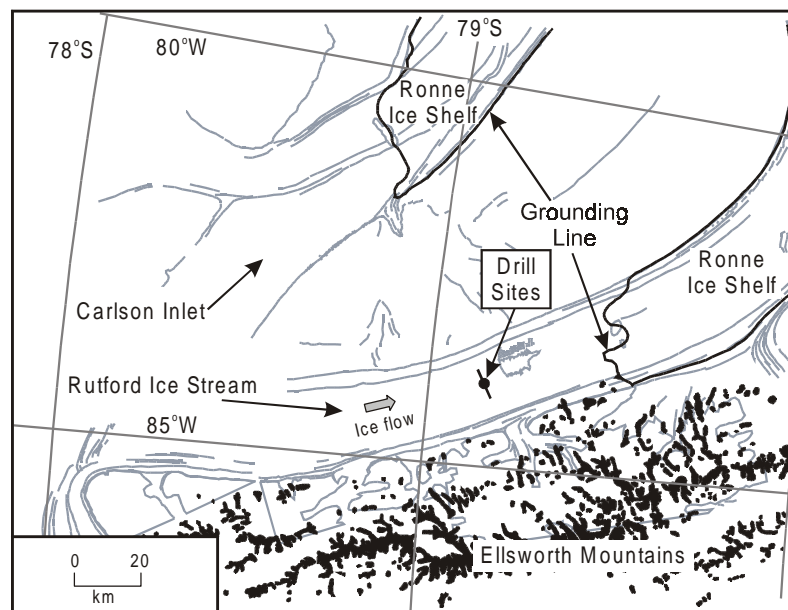 78°S
80°W
79°S
Ronne
Ice Shelf
Grounding
Line
Drill
Sites
Ronne
Ice Shelf
Carlson Inlet
Rutford Ice Stream
Ice flow
85°W
Ellsworth Mountains
0 20
km